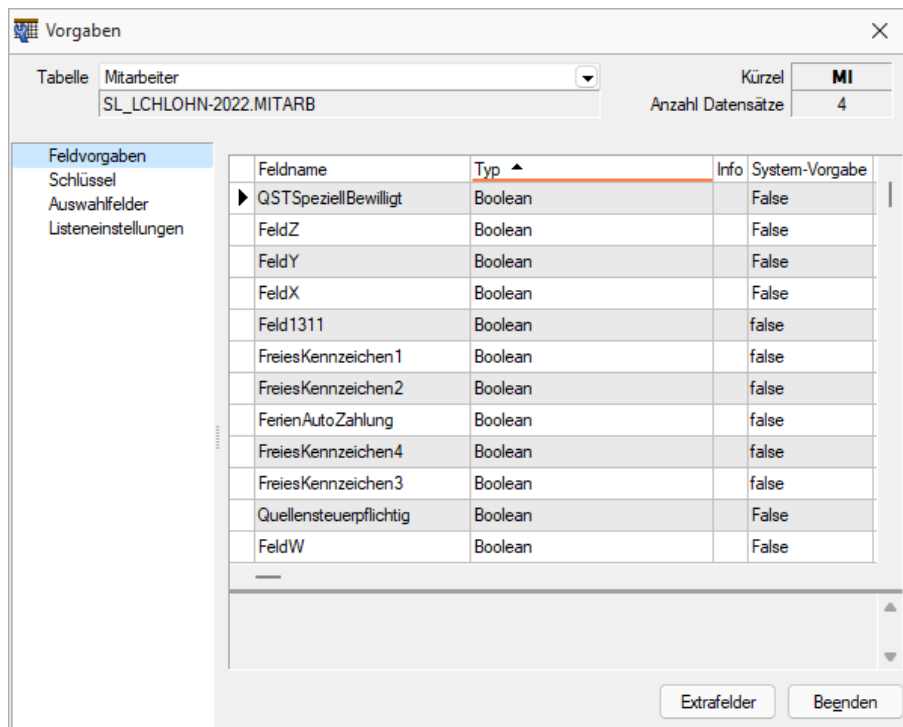 Vorgaben
Tabelle Mitarbeiter Kürzel MI
SL_LCHLOHN-2022.MITARB Anzahl Datensätze 4
Feldvorgaben
Schlüssel
Auswahlfelder
Listeneinstellungen
Feldname Typ Info System-Vorgabe
QSTSpeziellBewilligt Boolean False
FeldZ Boolean False
FeldY Boolean False
FeldX Boolean False
Feld1311 Boolean false
FreiesKennzeichen1 Boolean false
FreiesKennzeichen2 Boolean false
FerienAutoZahlung Boolean false
FreiesKennzeichen4 Boolean false
FreiesKennzeichen3 Boolean false
Quellensteuerpflichtig Boolean False
FeldW Boolean False
Extrafelder Beenden